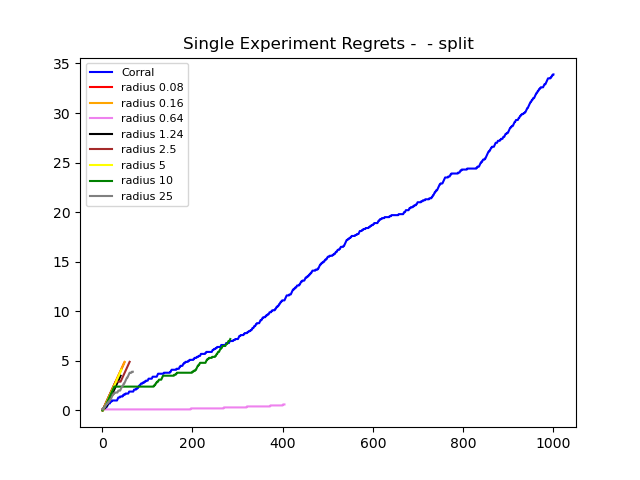 Single Experiment Regrets -  - split
35
30
25
20
15
10
5
0
Corral
radius 0.08
radius 0.16
radius 0.64
radius 1.24
radius 2.5
radius 5
radius 10
radius 25
0 200 400 600 800 1000